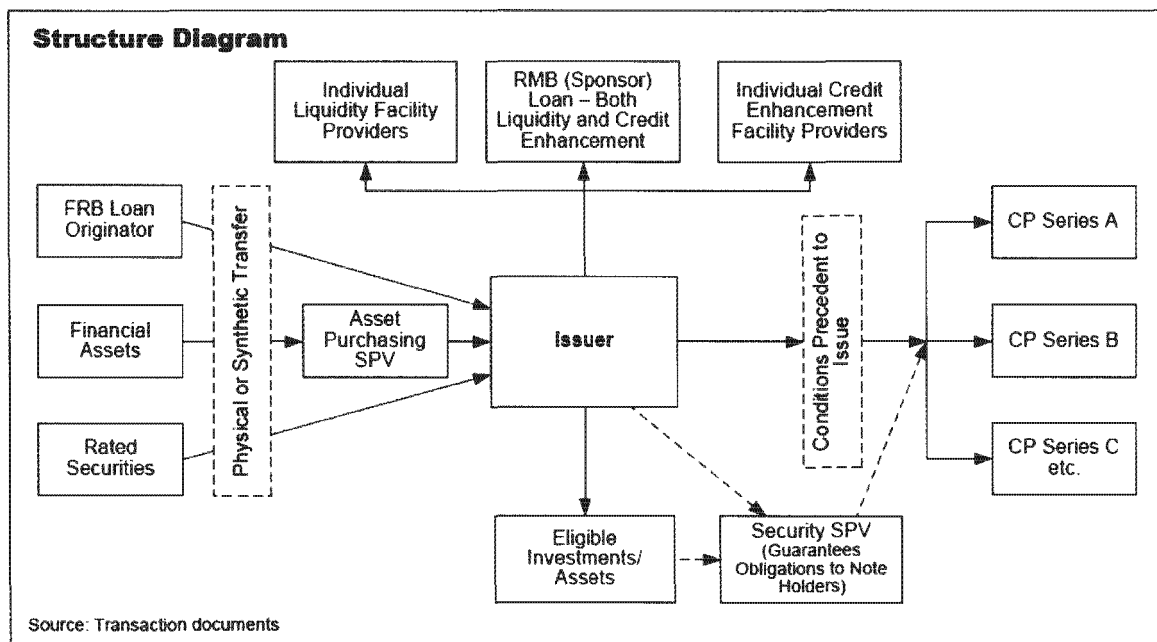 Structure Diagram
Individual
Liquidity Facility
Providers
RMB (Sponsor)
Loan – Both
Liquidity and Credit
Enhancement
Individual Credit
Enhancement
Facility Providers
FRB Loan
Originator
Financial
Assets
Rated
Securities
Physical or Synthetic Transfer
Asset
Purchasing
SPV
Issuer
Conditions Precedent to
Issue
CP Series A
CP Series B
CP Series C
etc.
Eligible
Investments/
Assets
Security SPV
(Guarantees
Obligations to Note
Holders)
Source: Transaction documents